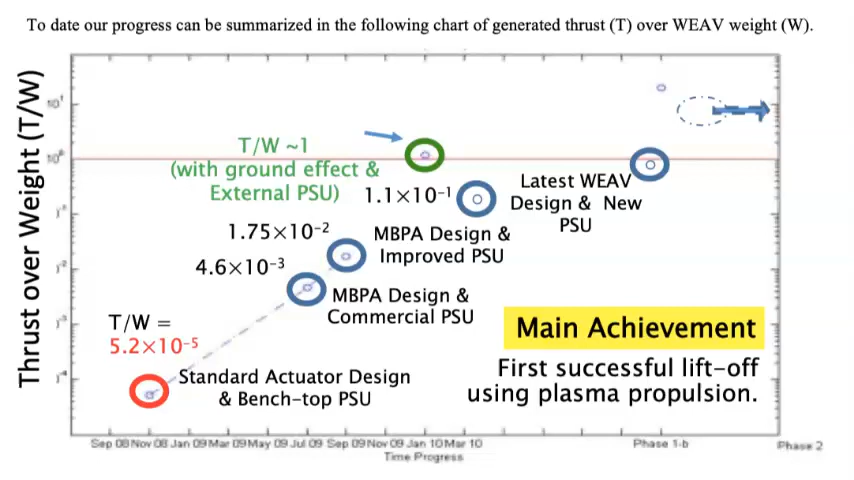 To date our progress can be summarized in the following chart of generated thrust (T) over WEAV weight (W).
Thrust over Weight (T/W)
10¹
10⁰
T/W ~1
(with ground effect &
External PSU)
1.1×10⁻¹
Latest WEAV
Design & New
PSU
1.75×10⁻²
MBPA Design &
Improved PSU
4.6×10⁻³
MBPA Design &
Commercial PSU
T/W =
5.2×10⁻⁵
Standard Actuator Design
& Bench-top PSU
Main Achievement
First successful lift-off
using plasma propulsion.
Sep 08 Nov 08 Jan 09 Mar 09 May 09 Jul 09 Sep 09 Nov 09 Jan 10 Mar 10 Phase 1-b Phase 2
Time Progress